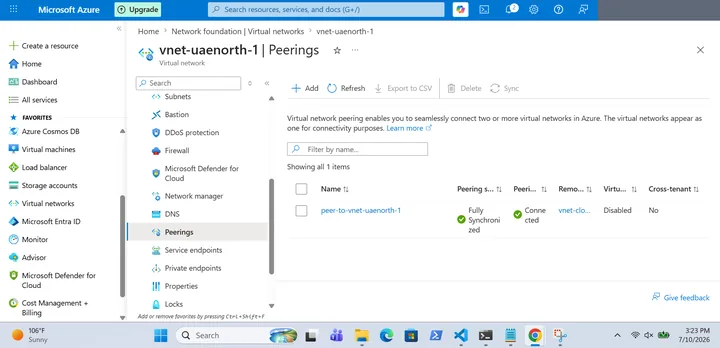 Microsoft Azure
Upgrade
Search resources, services, and docs (G+/)
2
Create a resource
Home
Dashboard
All services
FAVORITES
Azure Cosmos DB
Virtual machines
Load balancer
Storage accounts
Virtual networks
Microsoft Entra ID
Monitor
Advisor
Microsoft Defender for
Cloud
Cost Management +
Billing
Home > Network foundation | Virtual networks > vnet-uaenorth-1
vnet-uaenorth-1 | Peerings
Virtual network
Search
Subnets
Bastion
DDoS protection
Firewall
Microsoft Defender for
Cloud
Network manager
DNS
Peerings
Service endpoints
Private endpoints
Properties
Locks
Add or remove favorites by pressing Ctrl+Shift+F
Add Refresh Export to CSV Delete Sync
Virtual network peering enables you to seamlessly connect two or more virtual networks in Azure. The virtual networks appear as
one for connectivity purposes. Learn more
Filter by name...
Showing all 1 items
Name Peering s... Peeri... Remo... Virtu... Cross-tenant
peer-to-vnet-uaenorth-1 Fully Synchronized Connected vnet-clo... Disabled No
Give feedback
106°F
Sunny
Search
3:23 PM
7/10/2026